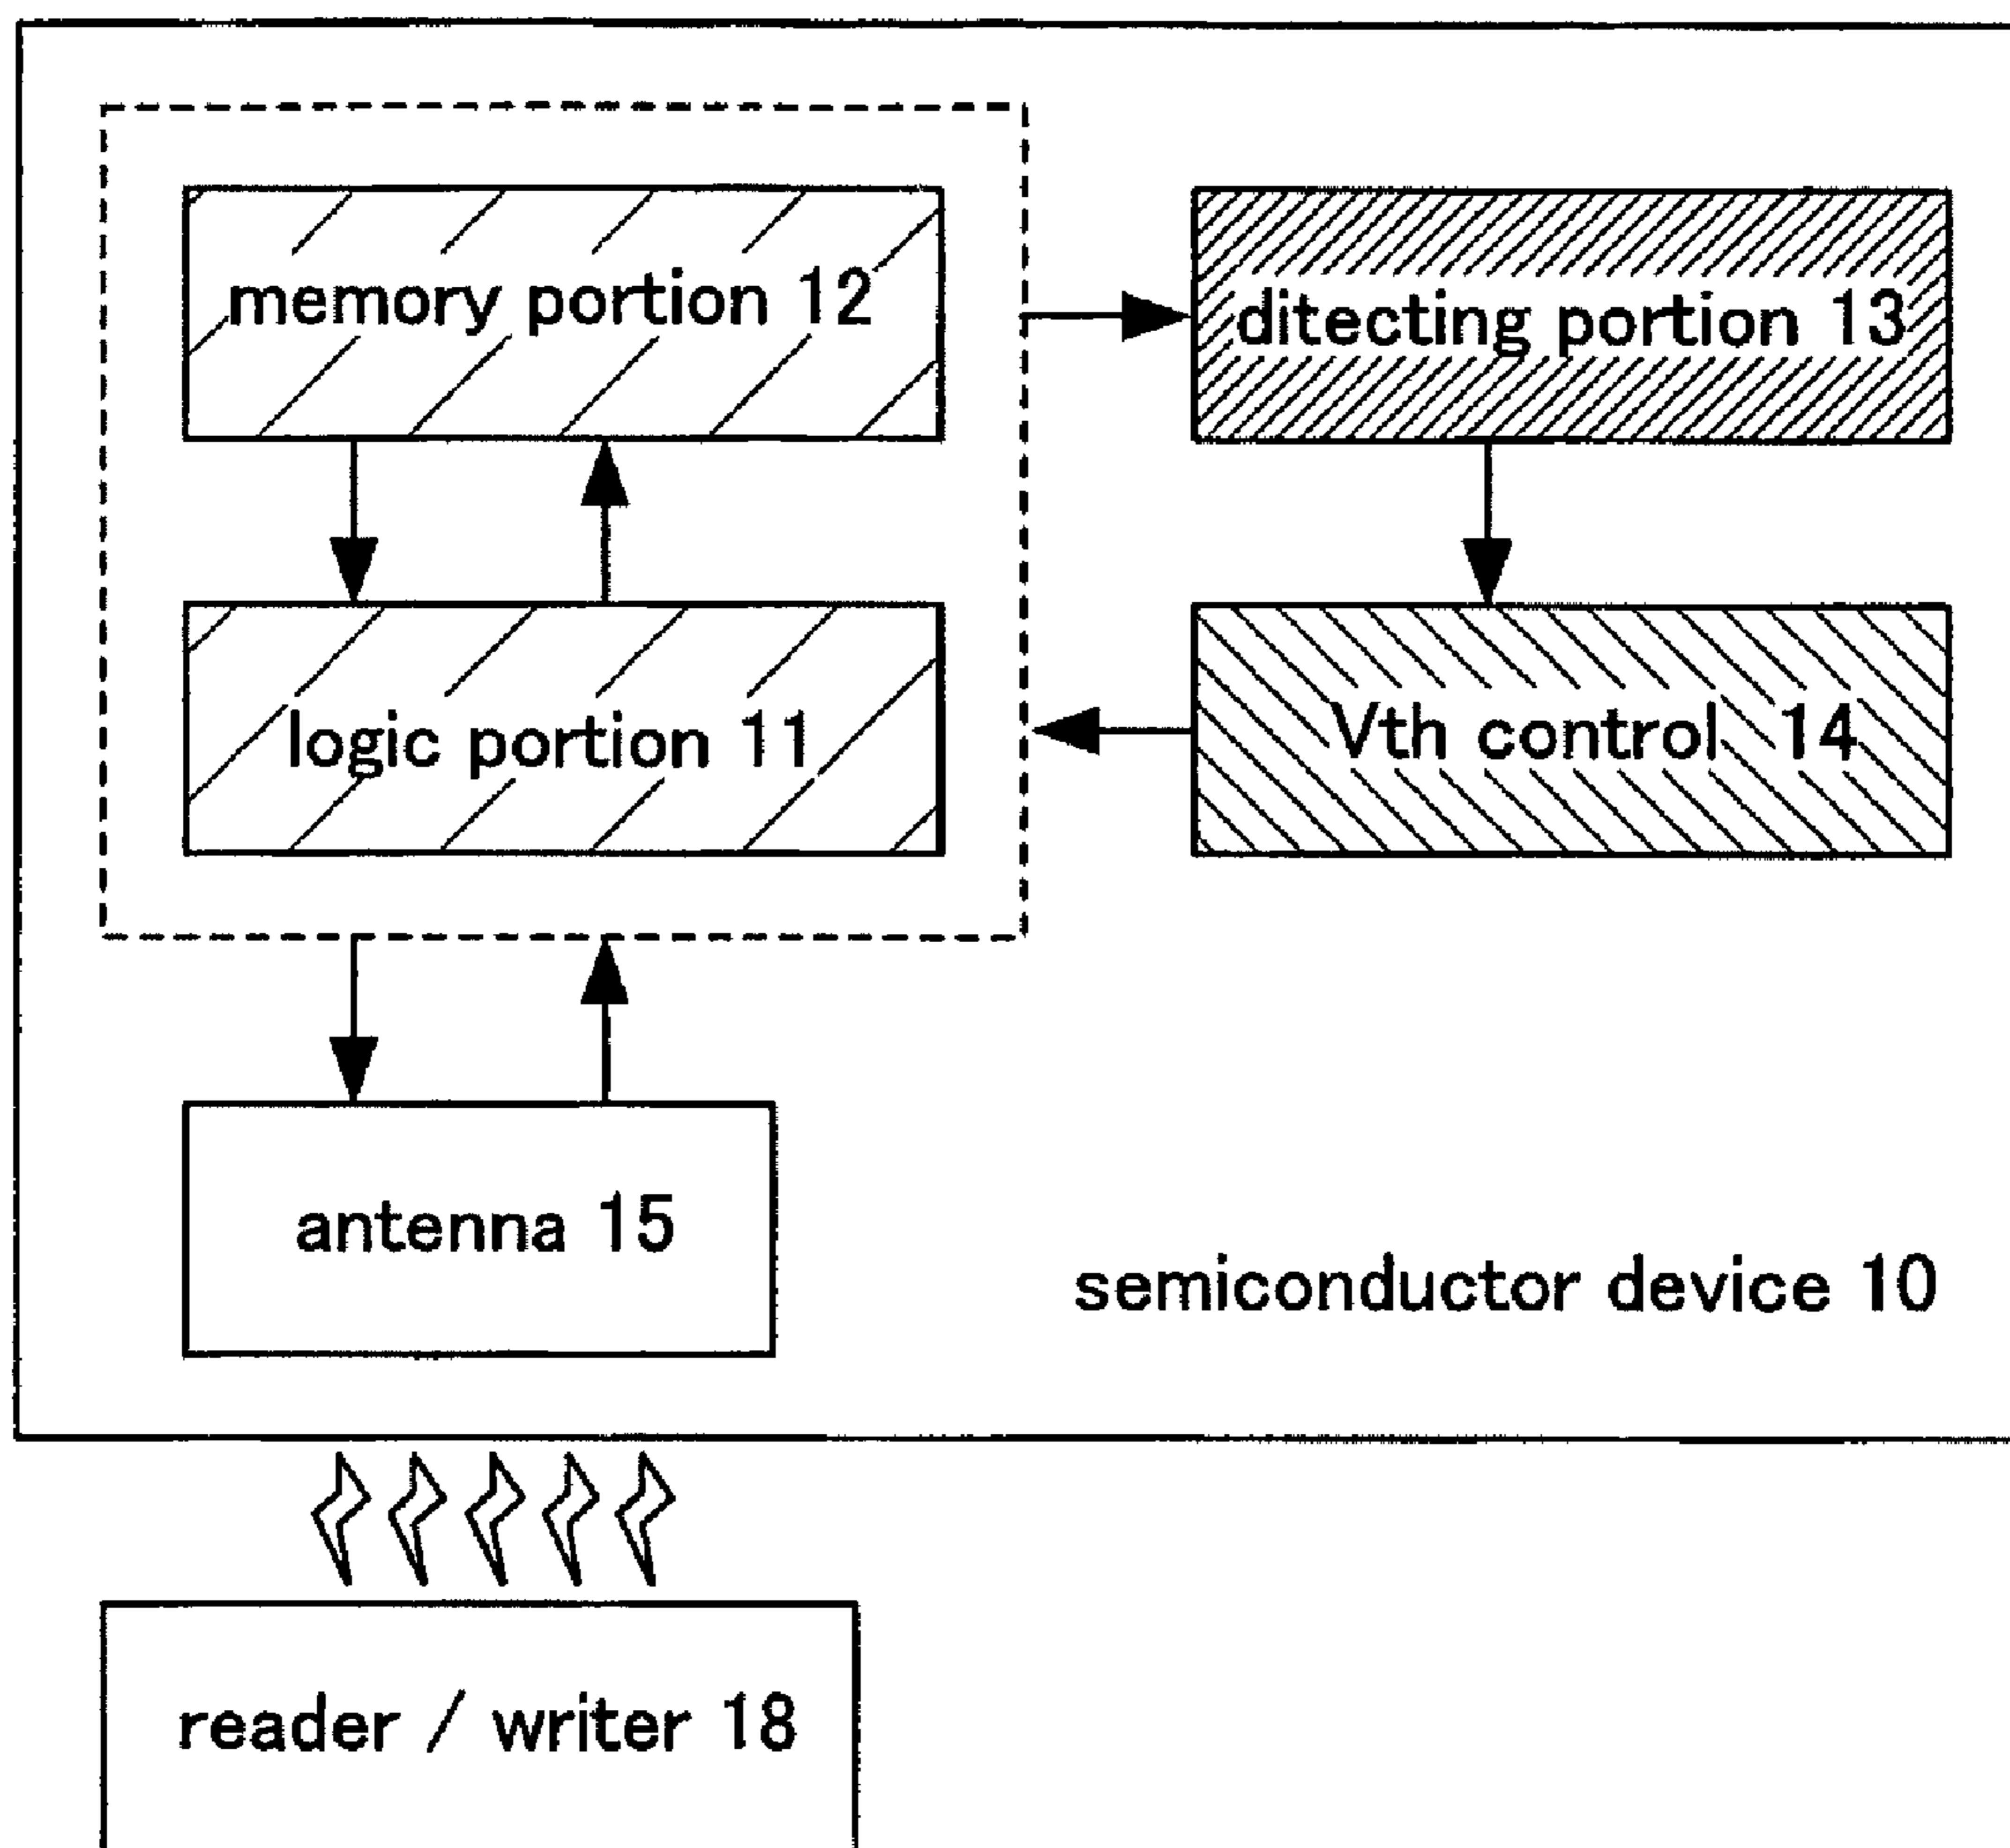 memory portion 12
ditecting portion 13
logic portion 11
Vth control 14
antenna 15
semiconductor device 10
reader / writer 18